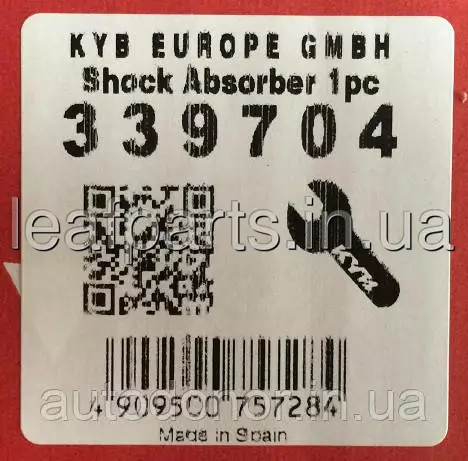 KYB EUROPE GMBH
Shock Absorber 1pc
339704
leafparts.in.ua
KYB
4 909500 757284
autodonor.in.ua
Made in Spain